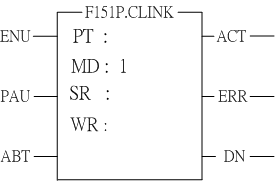 F151P.CLINK
ENU PT : ACT
MD : 1
PAU SR : ERR
WR :
ABT DN